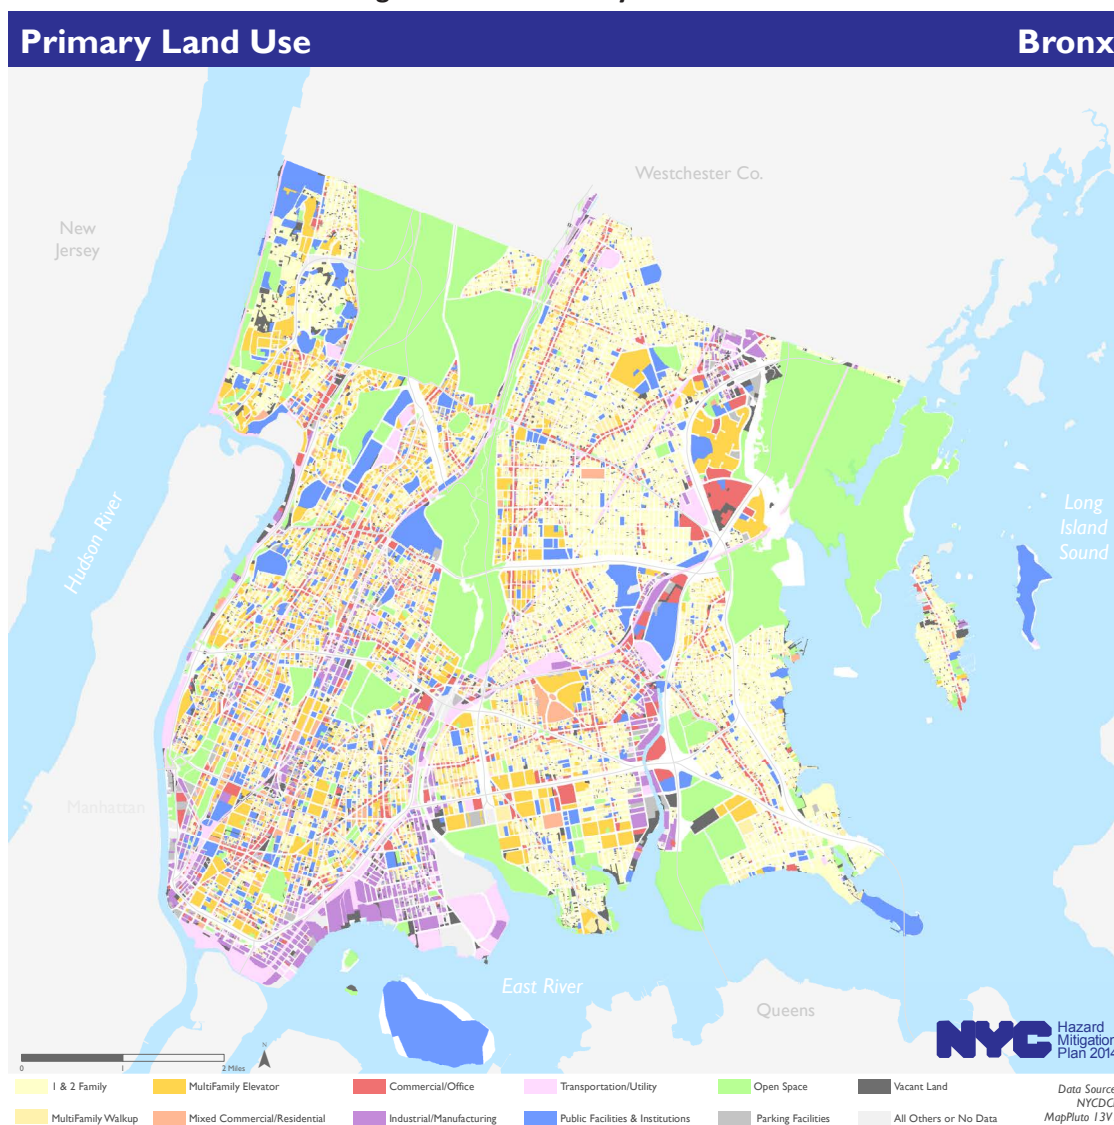 Primary Land Use
Bronx
Westchester Co.
New
Jersey
Hudson River
Long
Island
Sound
Manhattan
East River
Queens
N
0 1 2 Miles
NYC Hazard
Mitigation
Plan 2014
1 & 2 Family
MultiFamily Elevator
Commercial/Office
Transportation/Utility
Open Space
Vacant Land
MultiFamily Walkup
Mixed Commercial/Residential
Industrial/Manufacturing
Public Facilities & Institutions
Parking Facilities
All Others or No Data
Data Source
NYCDC
MapPluto 13V